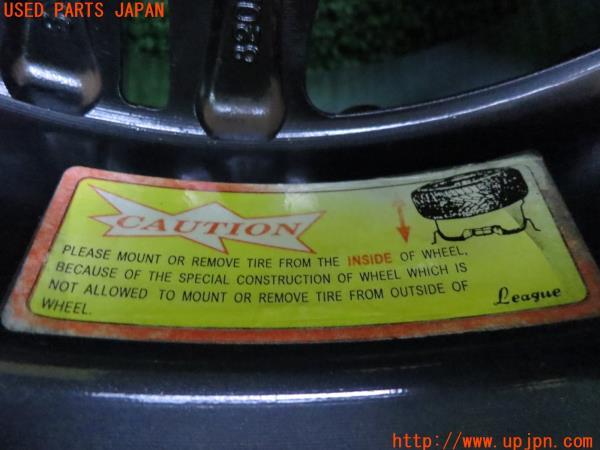 USED PARTS JAPAN
CAUTION
PLEASE MOUNT OR REMOVE TIRE FROM THE INSIDE OF WHEEL,
BECAUSE OF THE SPECIAL CONSTRUCTION OF WHEEL WHICH IS
NOT ALLOWED TO MOUNT OR REMOVE TIRE FROM OUTSIDE OF
WHEEL.
League
http://www.upjpn.com/